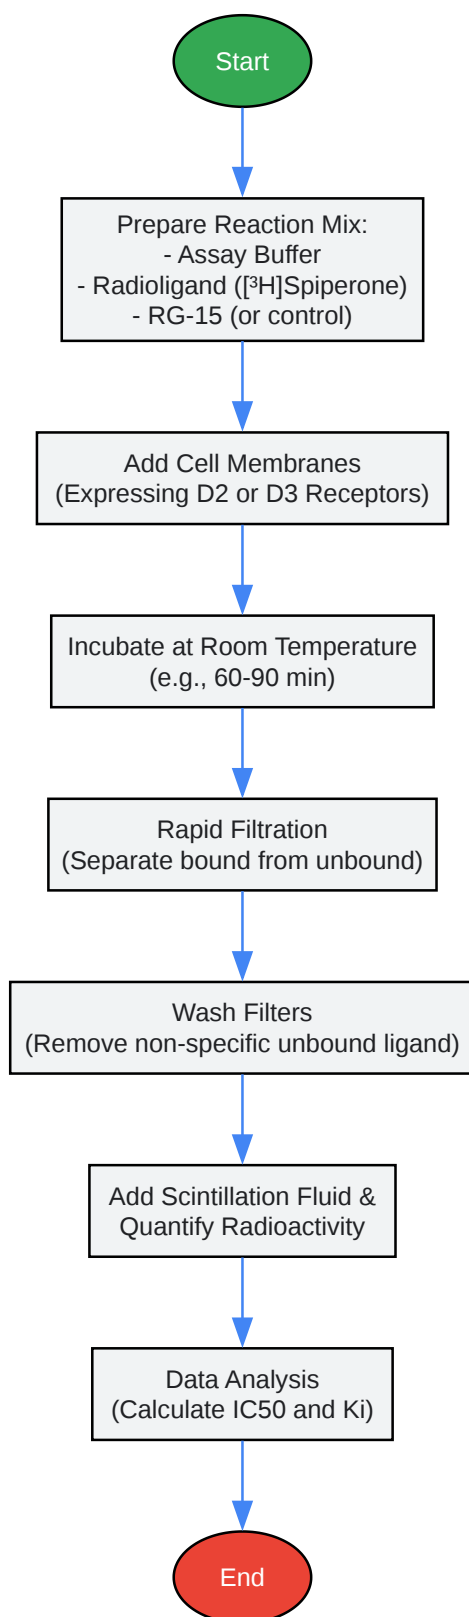 Start
Prepare Reaction Mix:
- Assay Buffer
- Radioligand ([³H]Spiperone)
- RG-15 (or control)
Add Cell Membranes
(Expressing D2 or D3 Receptors)
Incubate at Room Temperature
(e.g., 60-90 min)
Rapid Filtration
(Separate bound from unbound)
Wash Filters
(Remove non-specific unbound ligand)
Add Scintillation Fluid &
Quantify Radioactivity
Data Analysis
(Calculate IC50 and Ki)
End